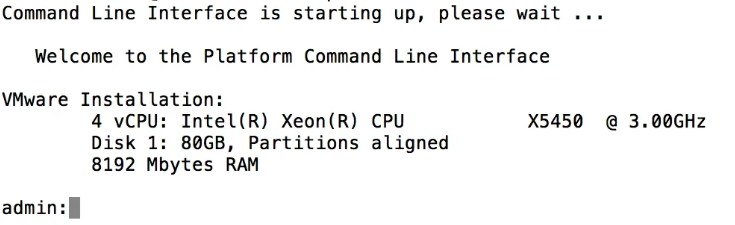 Command Line Interface is starting up, please wait ...
Welcome to the Platform Command Line Interface
VMware Installation:
4 vCPU: Intel(R) Xeon(R) CPU X5450 @ 3.00GHz
Disk 1: 80GB, Partitions aligned
8192 Mbytes RAM
admin: